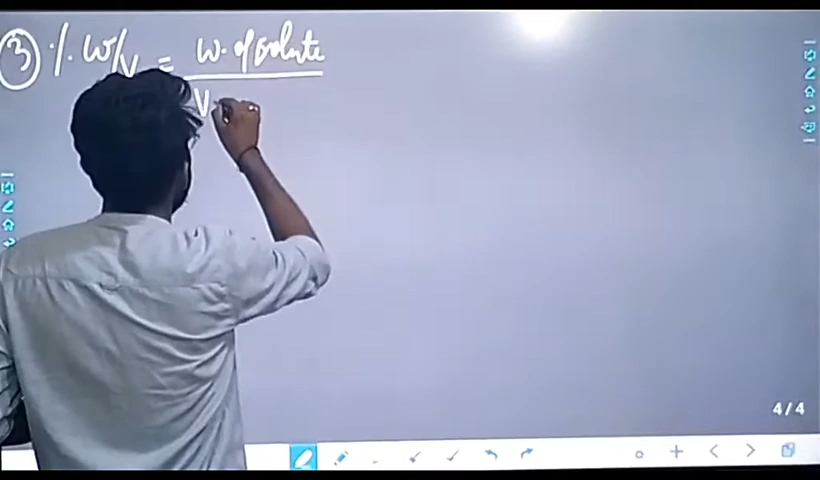 ③ % W/V = W. of solute
V
4/4